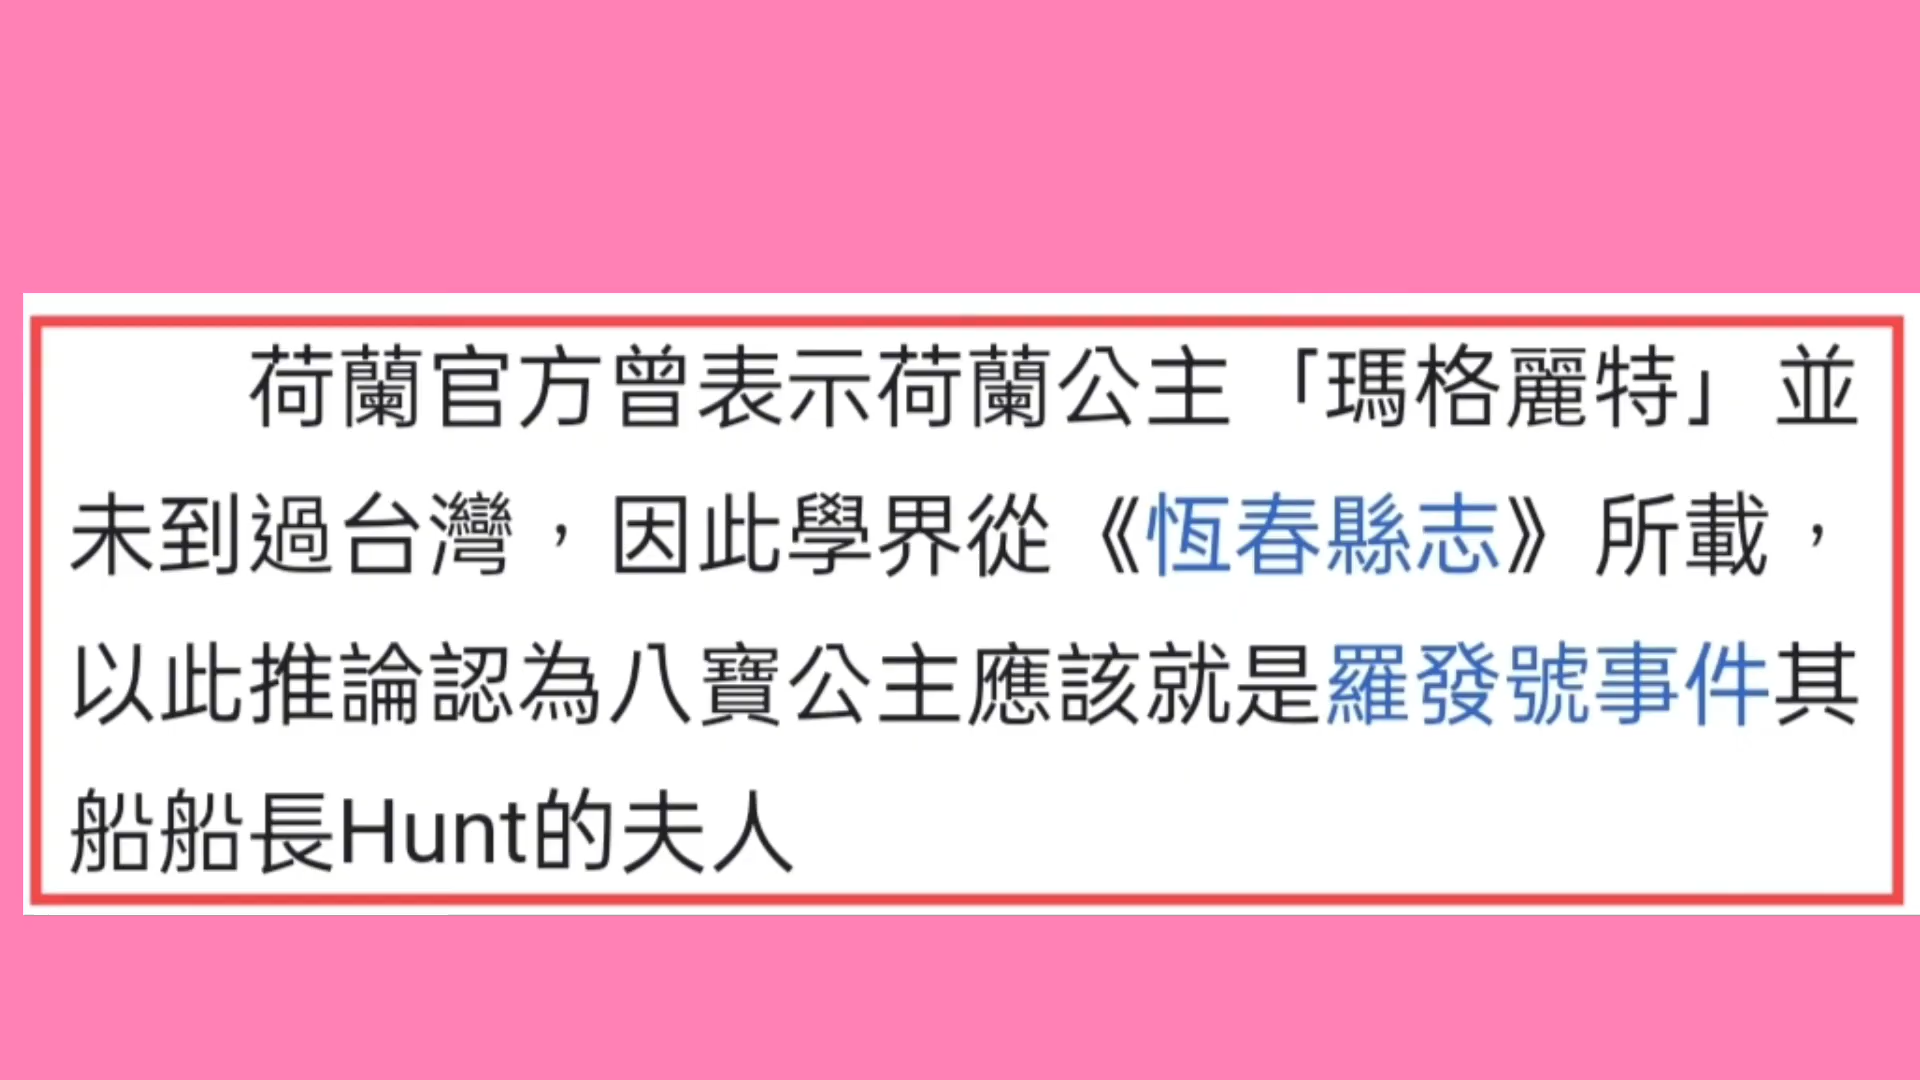 荷蘭官方曾表示荷蘭公主「瑪格麗特」並
未到過台灣，因此學界從《恆春縣志》所載，
以此推論認為八寶公主應該就是羅發號事件其
船船長Hunt的夫人